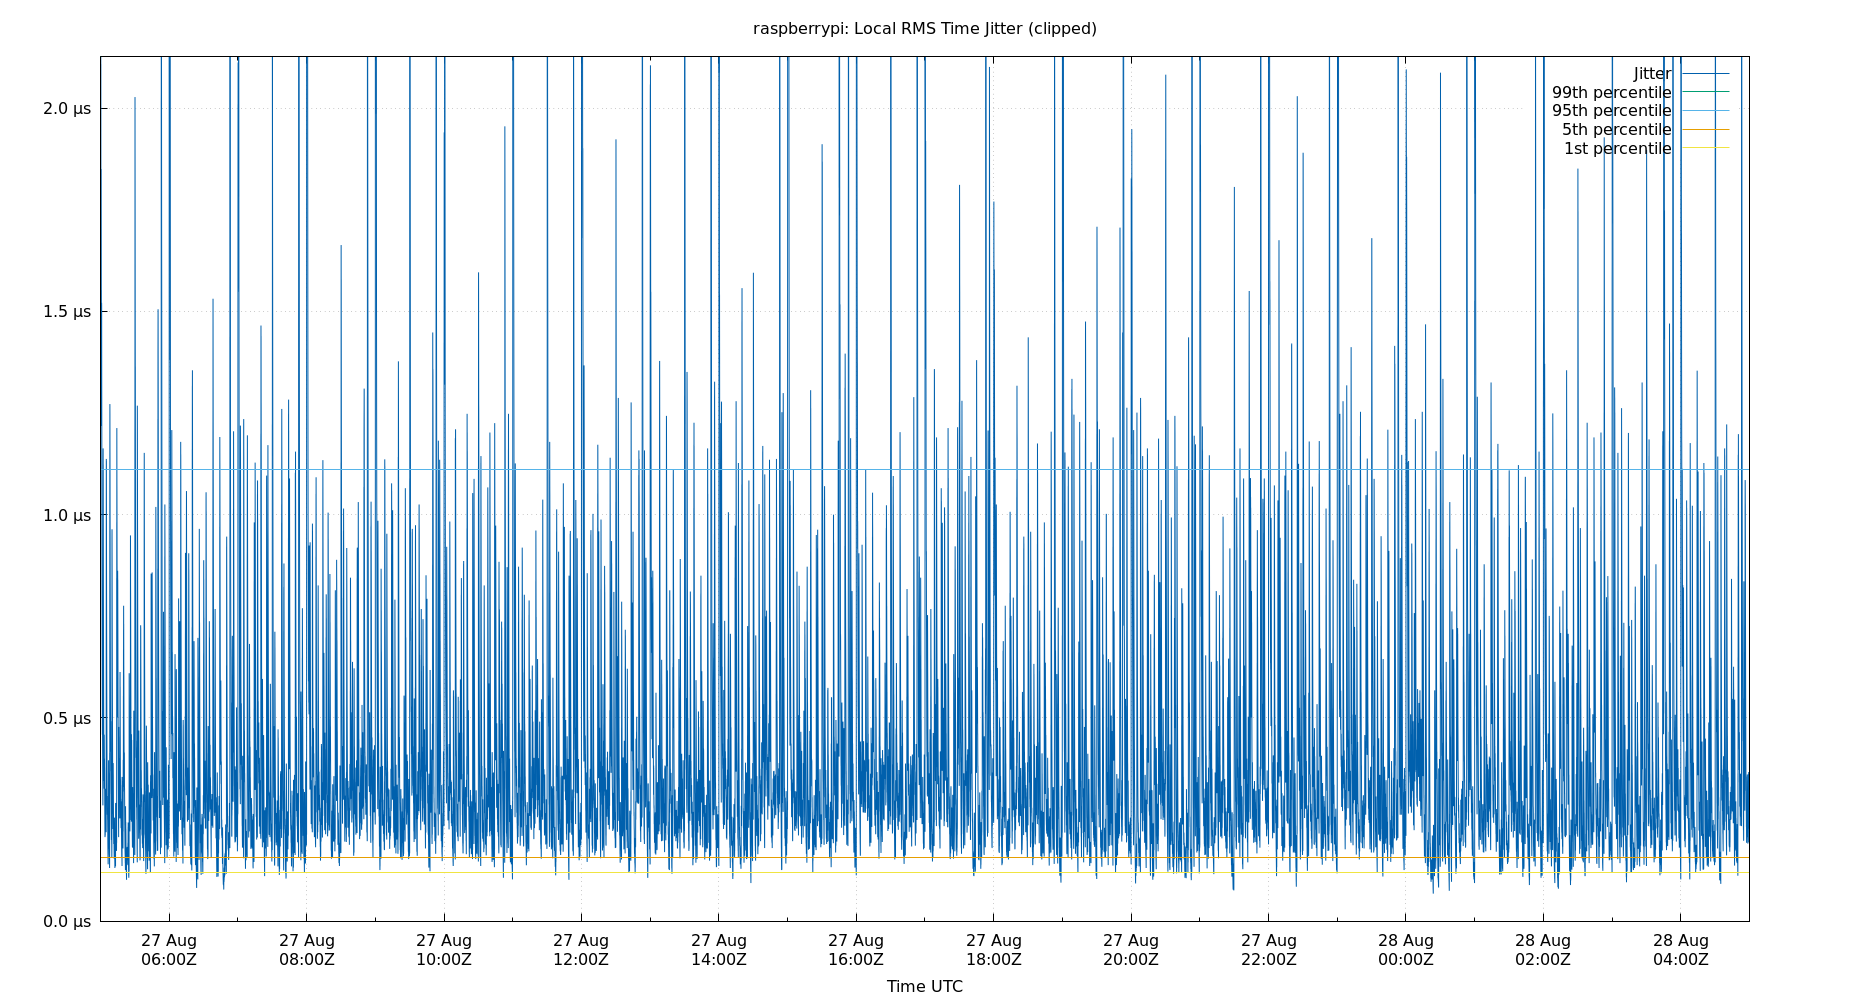 raspberrypi: Local RMS Time Jitter (clipped)
Jitter
99th percentile
95th percentile
5th percentile
1st percentile
2.0 µs
1.5 µs
1.0 µs
0.5 µs
0.0 µs
27 Aug 27 Aug 27 Aug 27 Aug 27 Aug 27 Aug 27 Aug 27 Aug 27 Aug 28 Aug 28 Aug 28 Aug
06:00Z 08:00Z 10:00Z 12:00Z 14:00Z 16:00Z 18:00Z 20:00Z 22:00Z 00:00Z 02:00Z 04:00Z
Time UTC